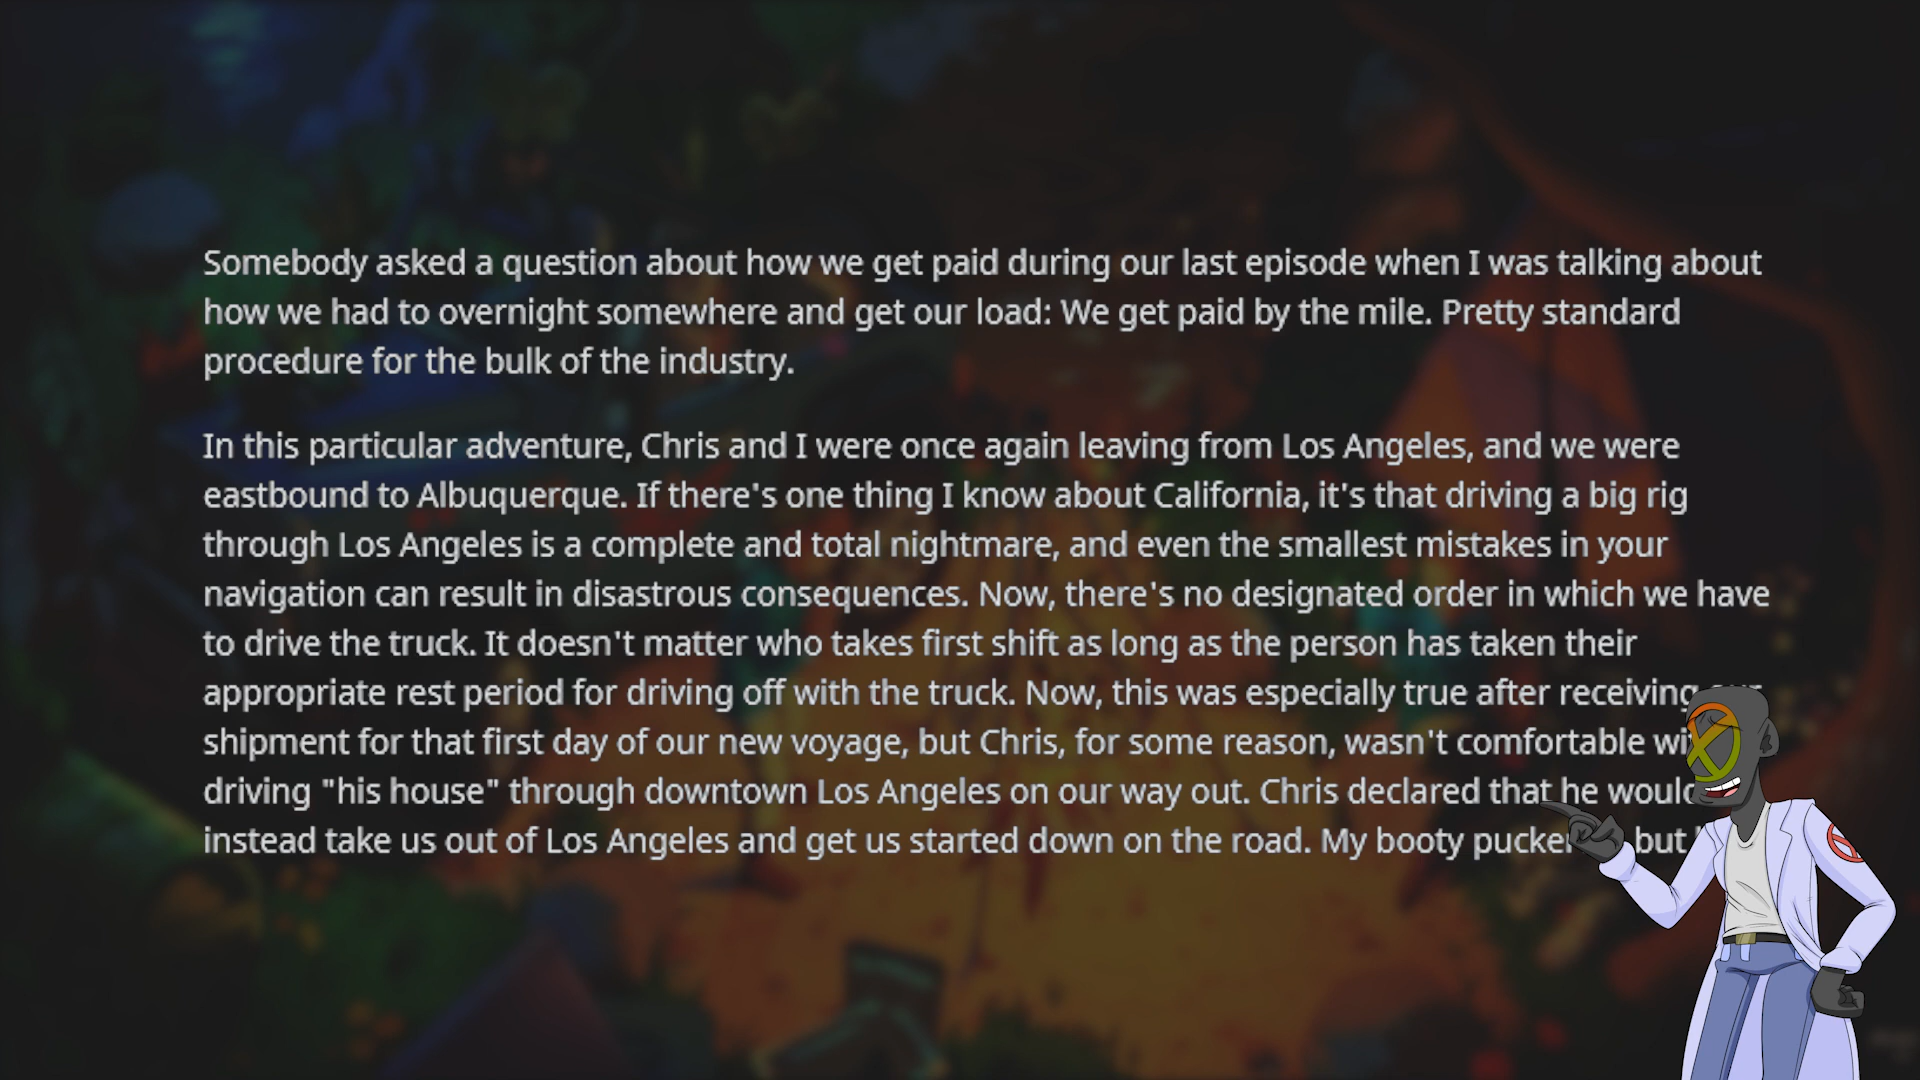 Somebody asked a question about how we get paid during our last episode when I was talking about
how we had to overnight somewhere and get our load: We get paid by the mile. Pretty standard
procedure for the bulk of the industry.
In this particular adventure, Chris and I were once again leaving from Los Angeles, and we were
eastbound to Albuquerque. If there's one thing I know about California, it's that driving a big rig
through Los Angeles is a complete and total nightmare, and even the smallest mistakes in your
navigation can result in disastrous consequences. Now, there's no designated order in which we have
to drive the truck. It doesn't matter who takes first shift as long as the person has taken their
appropriate rest period for driving off with the truck. Now, this was especially true after receiving
shipment for that first day of our new voyage, but Chris, for some reason, wasn't comfortable
driving "his house" through downtown Los Angeles on our way out. Chris declared that he would
instead take us out of Los Angeles and get us started down on the road. My booty but